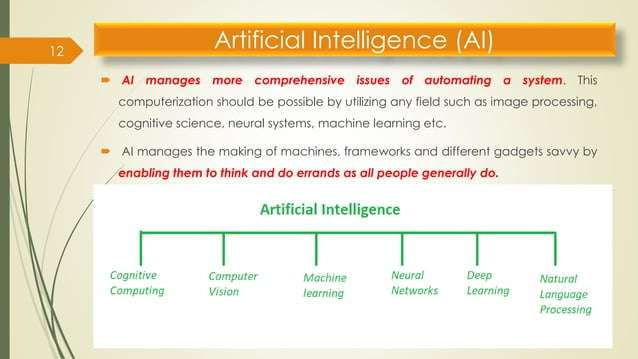 12
Artificial Intelligence (AI)
AI manages more comprehensive issues of automating a system. This
computerization should be possible by utilizing any field such as image processing,
cognitive science, neural systems, machine learning etc.
AI manages the making of machines, frameworks and different gadgets savvy by
enabling them to think and do errands as all people generally do.
Artificial Intelligence
Cognitive
Computing
Computer
Vision
Machine
learning
Neural
Networks
Deep
Learning
Natural
Language
Processing